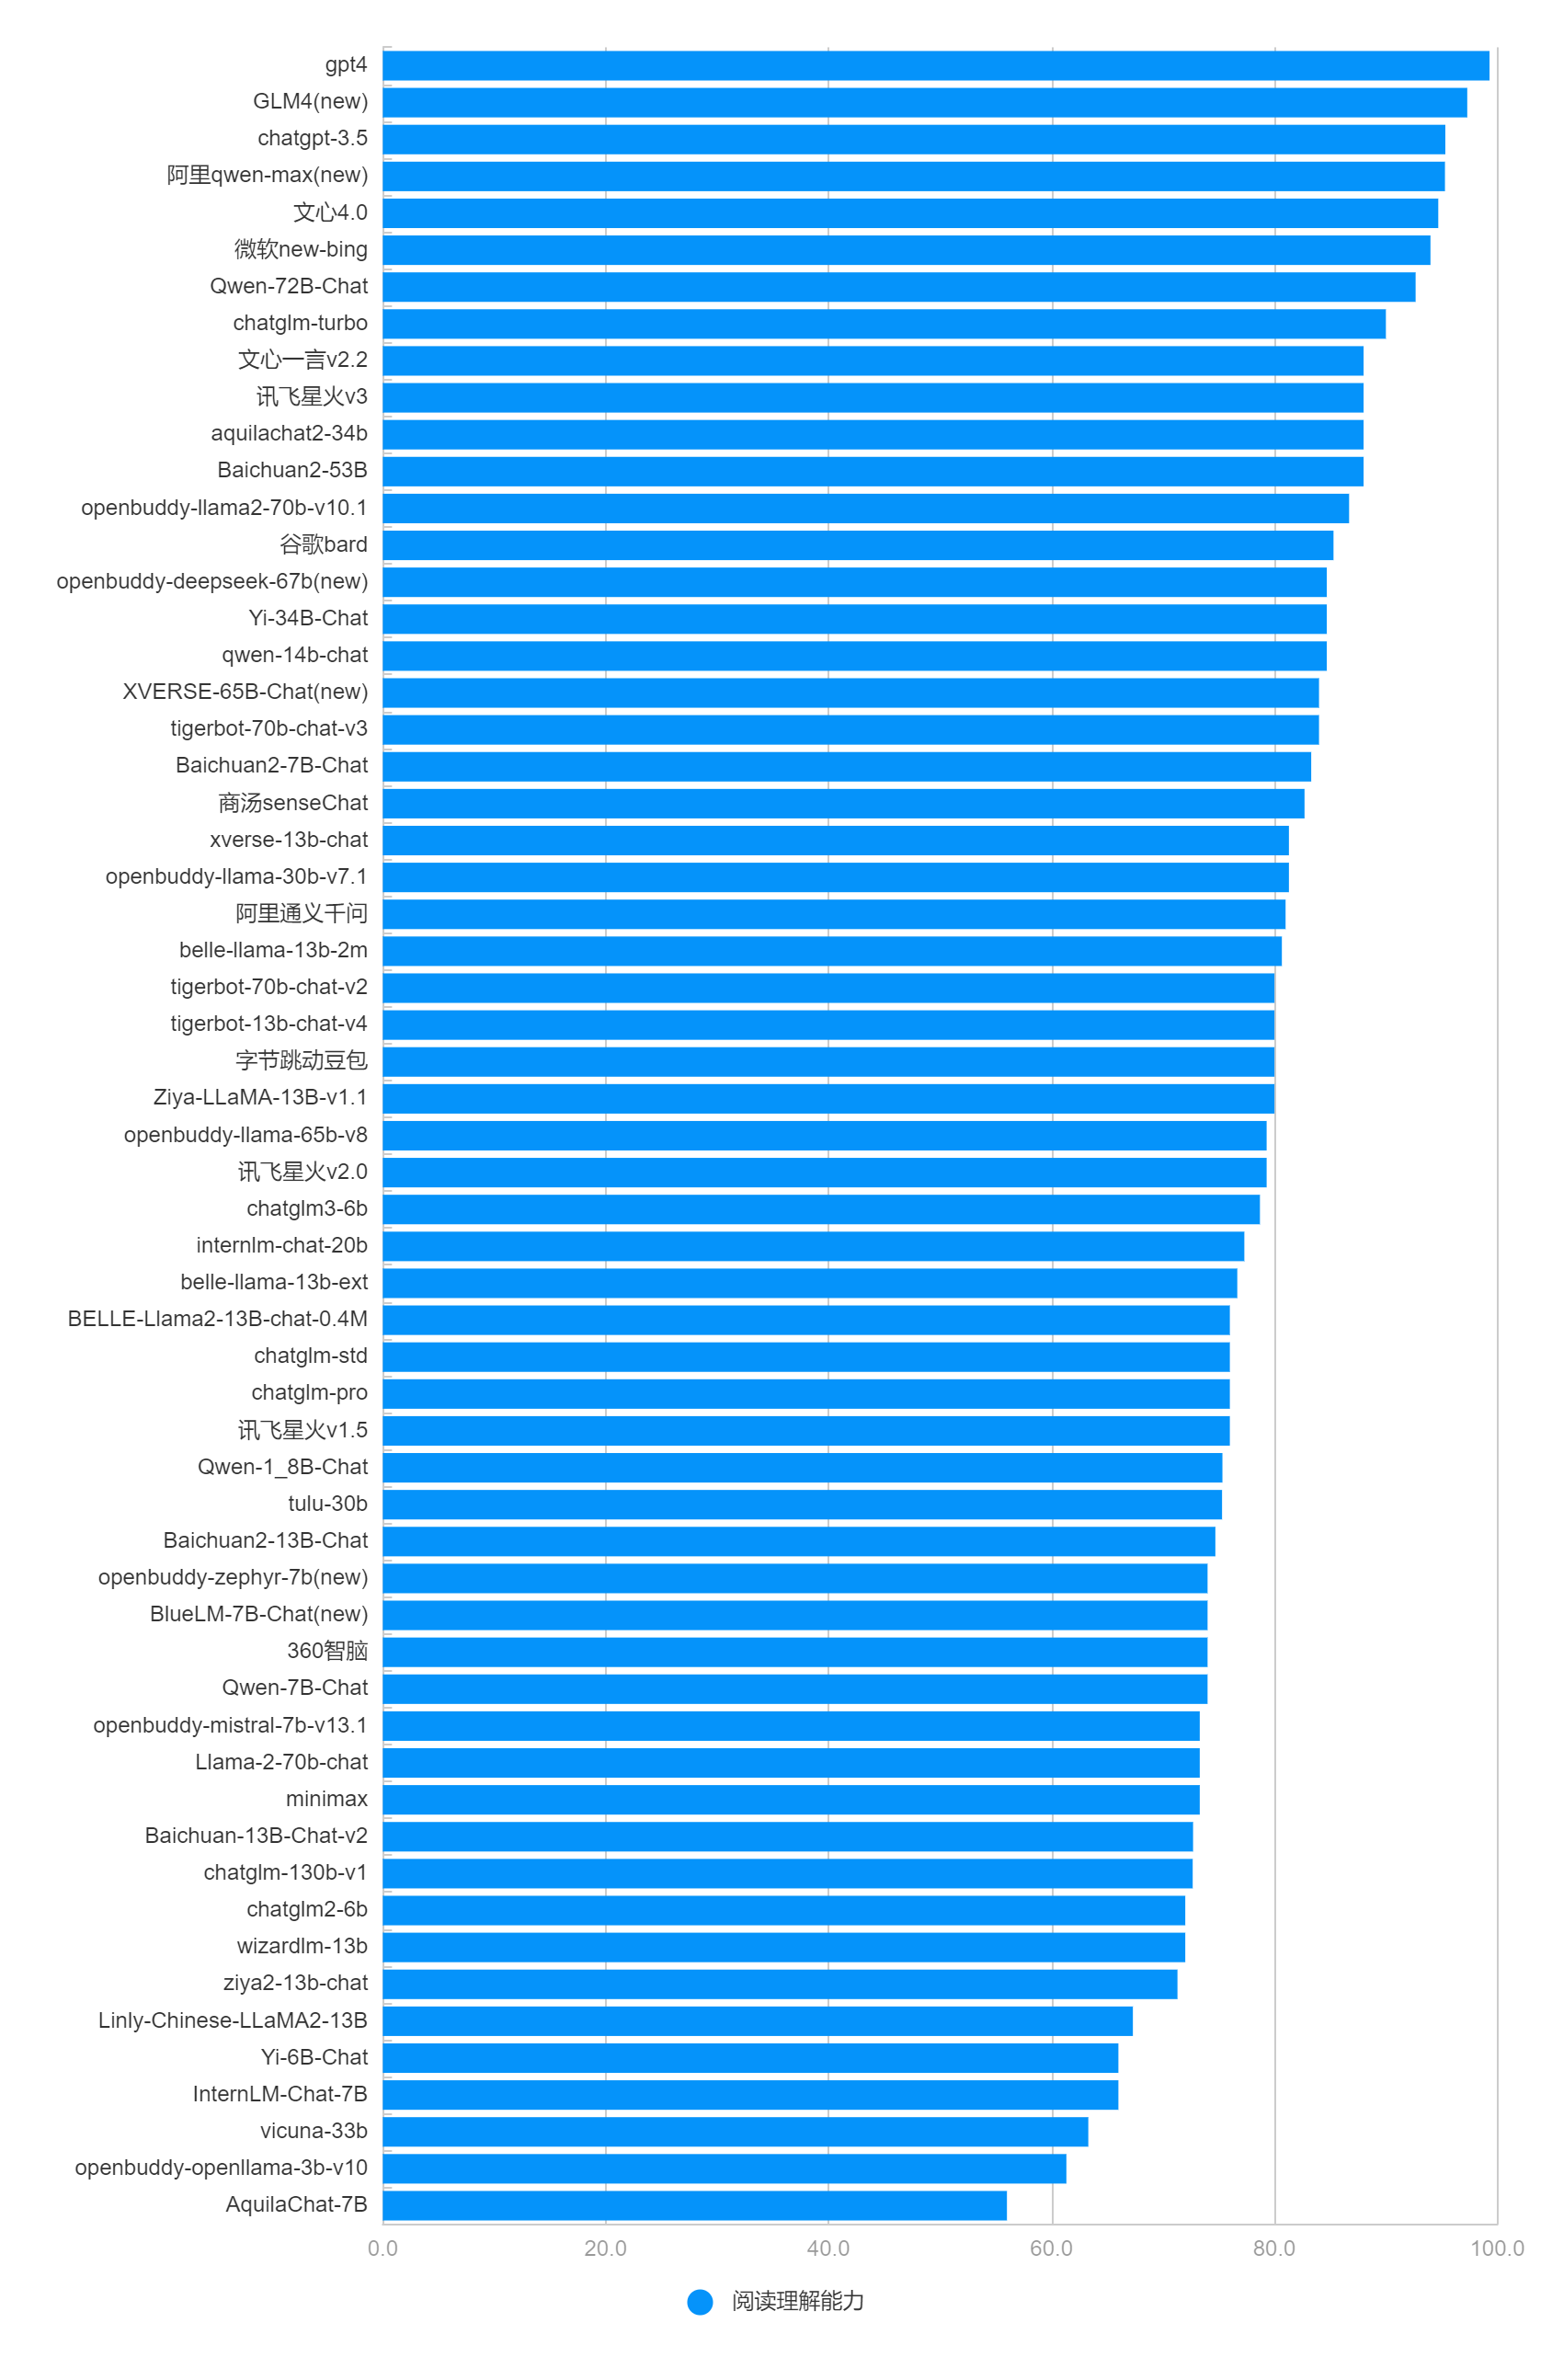 gpt4
GLM4(new)
chatgpt-3.5
阿里qwen-max(new)
文心4.0
微软new-bing
Qwen-72B-Chat
chatglm-turbo
文心一言v2.2
讯飞星火v3
aquilachat2-34b
Baichuan2-53B
openbuddy-llama2-70b-v10.1
谷歌bard
openbuddy-deepseek-67b(new)
Yi-34B-Chat
qwen-14b-chat
XVERSE-65B-Chat(new)
tigerbot-70b-chat-v3
Baichuan2-7B-Chat
商汤senseChat
xverse-13b-chat
openbuddy-llama-30b-v7.1
阿里通义千问
belle-llama-13b-2m
tigerbot-70b-chat-v2
tigerbot-13b-chat-v4
字节跳动豆包
Ziya-LLaMA-13B-v1.1
openbuddy-llama-65b-v8
讯飞星火v2.0
chatglm3-6b
internlm-chat-20b
belle-llama-13b-ext
BELLE-Llama2-13B-chat-0.4M
chatglm-std
chatglm-pro
讯飞星火v1.5
Qwen-1_8B-Chat
tulu-30b
Baichuan2-13B-Chat
openbuddy-zephyr-7b(new)
BlueLM-7B-Chat(new)
360智脑
Qwen-7B-Chat
openbuddy-mistral-7b-v13.1
Llama-2-70b-chat
minimax
Baichuan-13B-Chat-v2
chatglm-130b-v1
chatglm2-6b
wizardlm-13b
ziya2-13b-chat
Linly-Chinese-LLaMA2-13B
Yi-6B-Chat
InternLM-Chat-7B
vicuna-33b
openbuddy-openllama-3b-v10
AquilaChat-7B
0.0 20.0 40.0 60.0 80.0 100.0
阅读理解能力